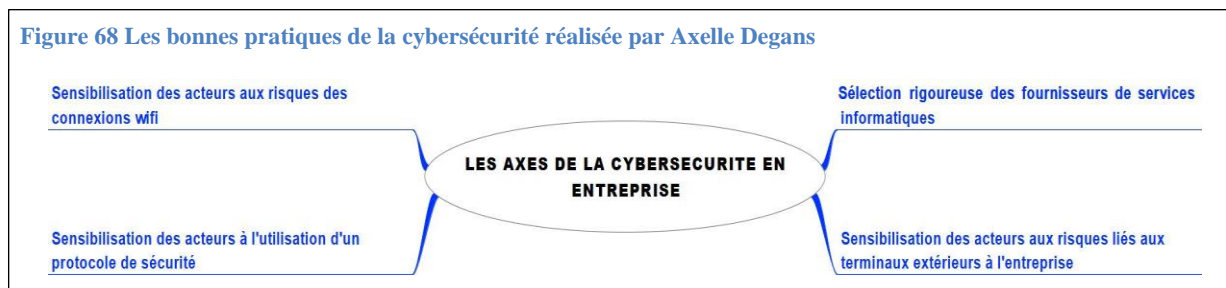 Figure 68 Les bonnes pratiques de la cybersécurité réalisée par Axelle Degans
Sensibilisation des acteurs aux risques des
connexions wifi
Sélection rigoureuse des fournisseurs de services
informatiques
LES AXES DE LA CYBERSECURITE EN
ENTREPRISE
Sensibilisation des acteurs à l'utilisation d'un
protocole de sécurité
Sensibilisation des acteurs aux risques liés aux
terminaux extérieurs à l'entreprise